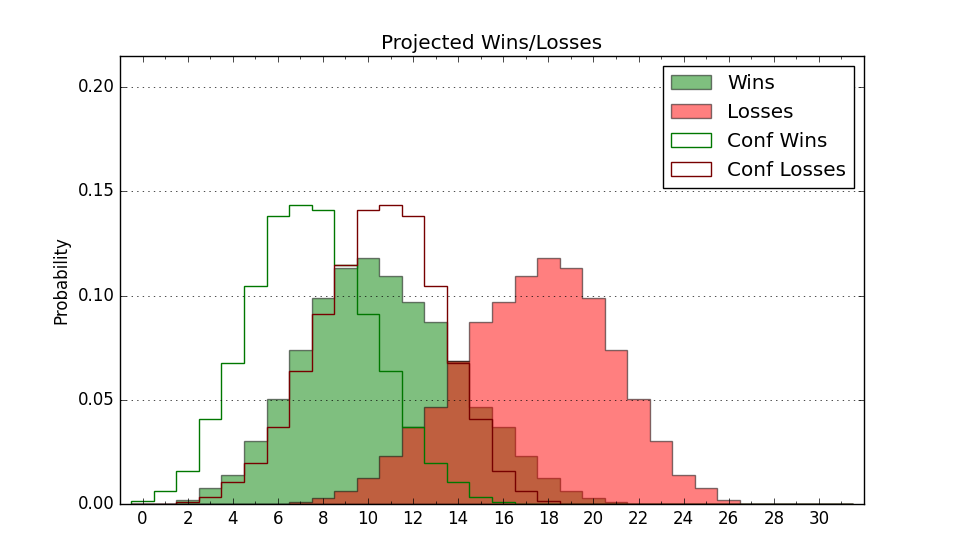 Projected Wins/Losses
Wins
Losses
Conf Wins
Conf Losses
Probability
0.20
0.15
0.10
0.05
0.00
0 2 4 6 8 10 12 14 16 18 20 22 24 26 28 30